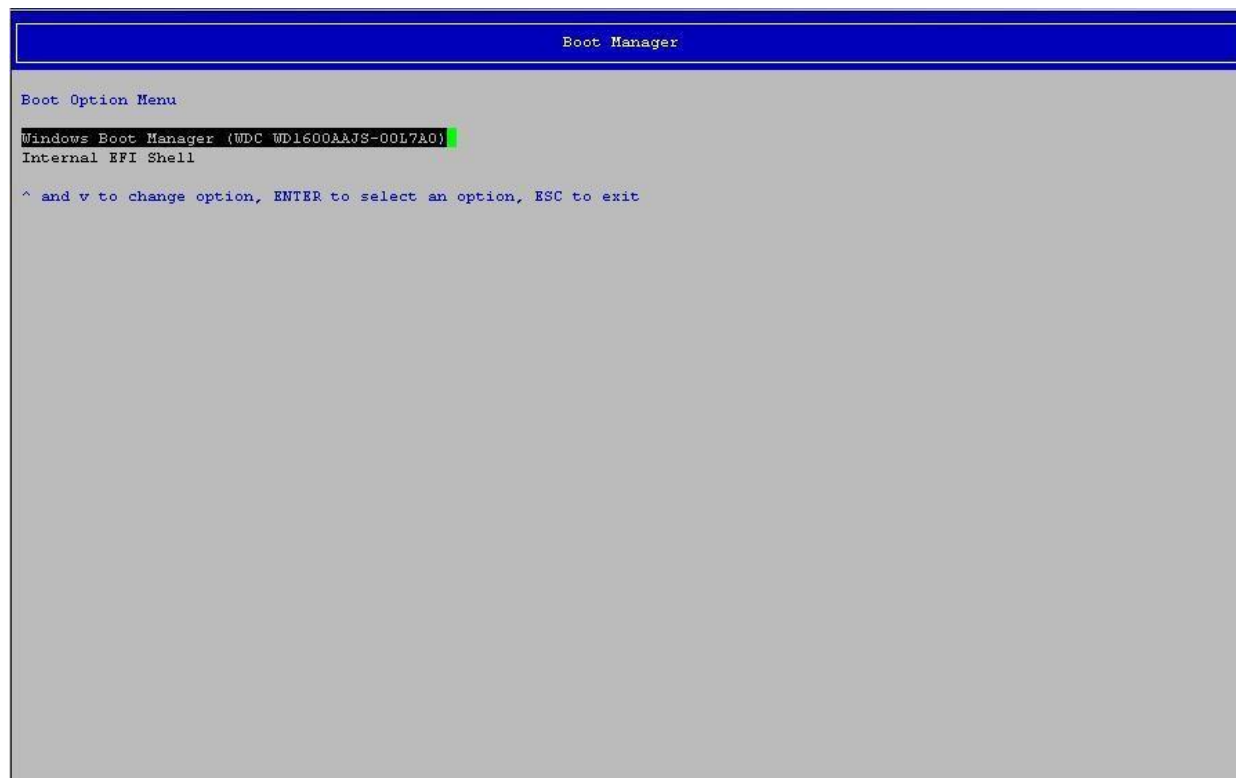 Boot Manager
Boot Option Menu
Windows Boot Manager (WDC WD1600AAJS-00L7A0)
Internal EFI Shell
^ and v to change option, ENTER to select an option, ESC to exit